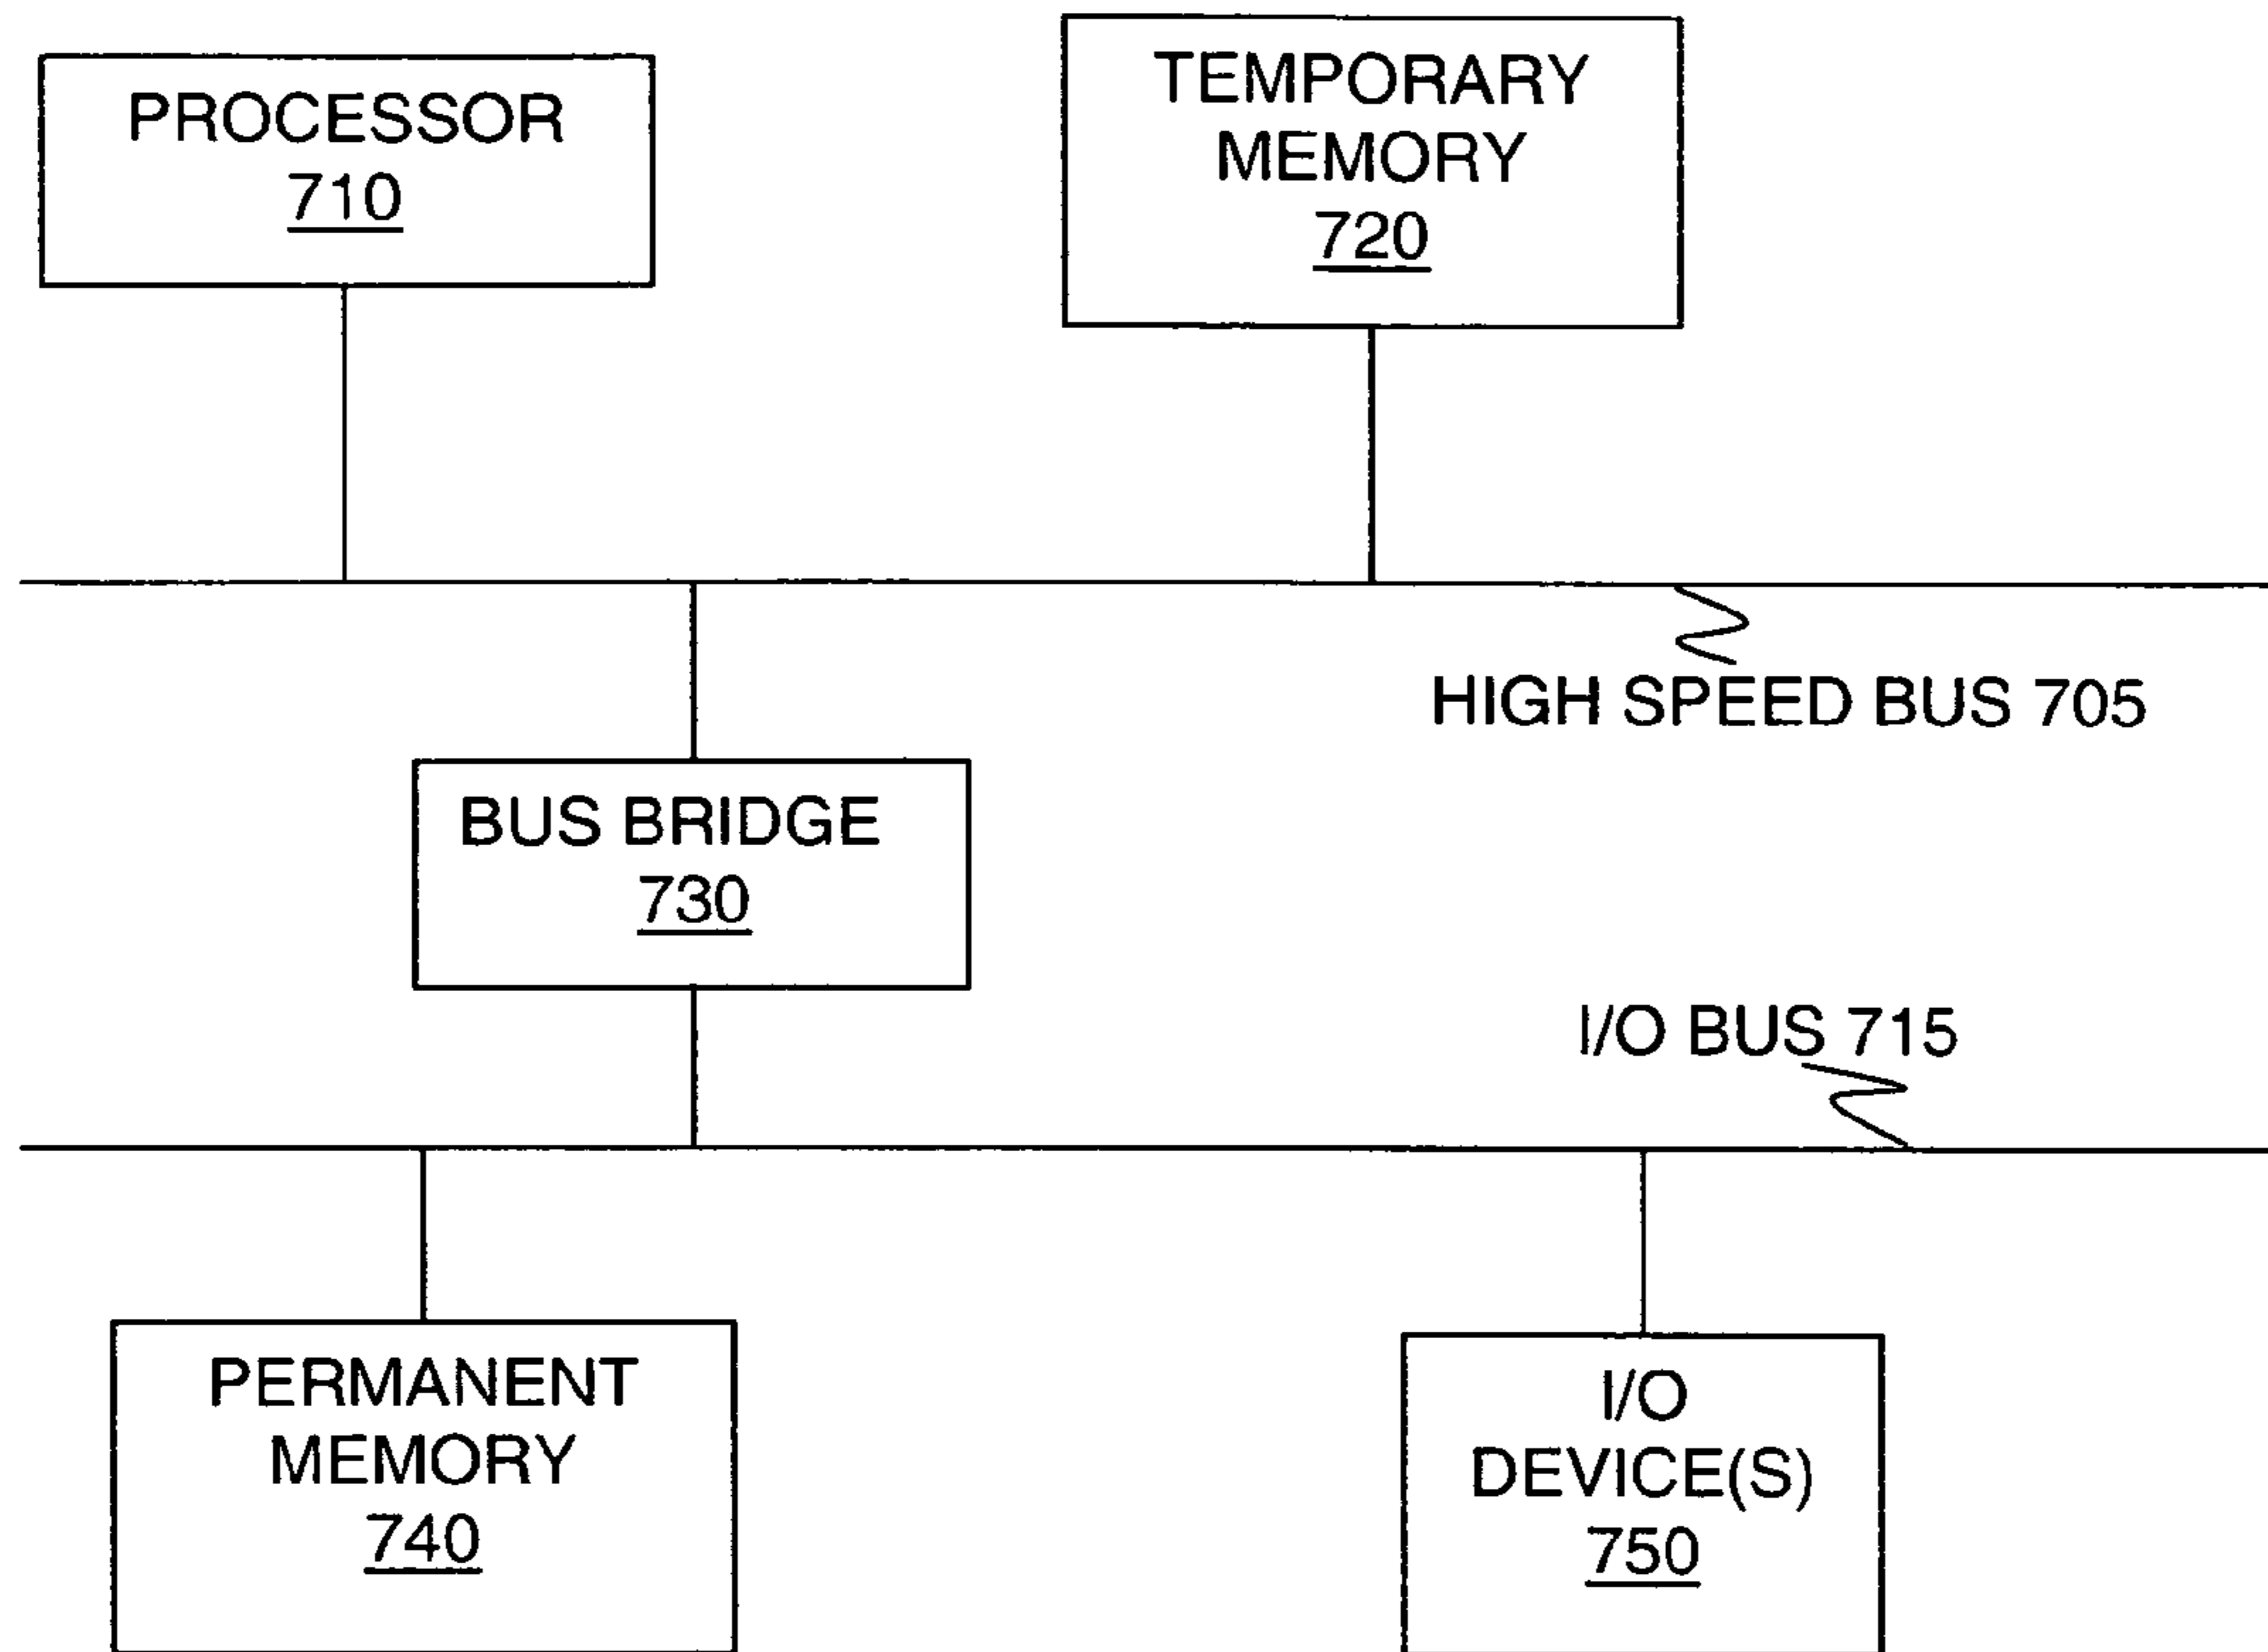 PROCESSOR
710
TEMPORARY
MEMORY
720
HIGH SPEED BUS 705
BUS BRIDGE
730
I/O BUS 715
PERMANENT
MEMORY
740
I/O
DEVICE(S)
750